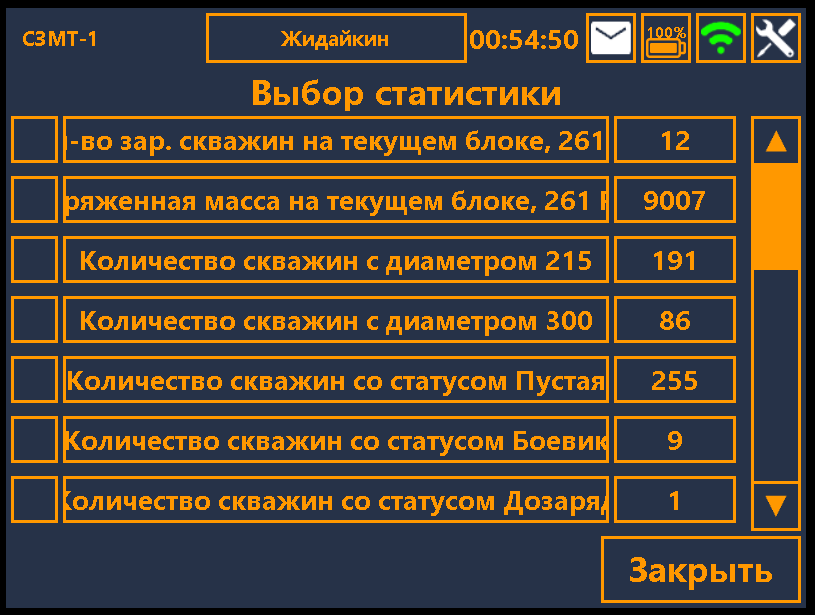 СЗМТ-1
Жидайкин
00:54:50
100%
Выбор статистики
-во зар. скважин на текущем блоке, 261
12
ряженная масса на текущем блоке, 261
9007
Количество скважин с диаметром 215
191
Количество скважин с диаметром 300
86
Количество скважин со статусом Пустая
255
Количество скважин со статусом Боевик
9
Количество скважин со статусом Дозаряд
1
Закрыть